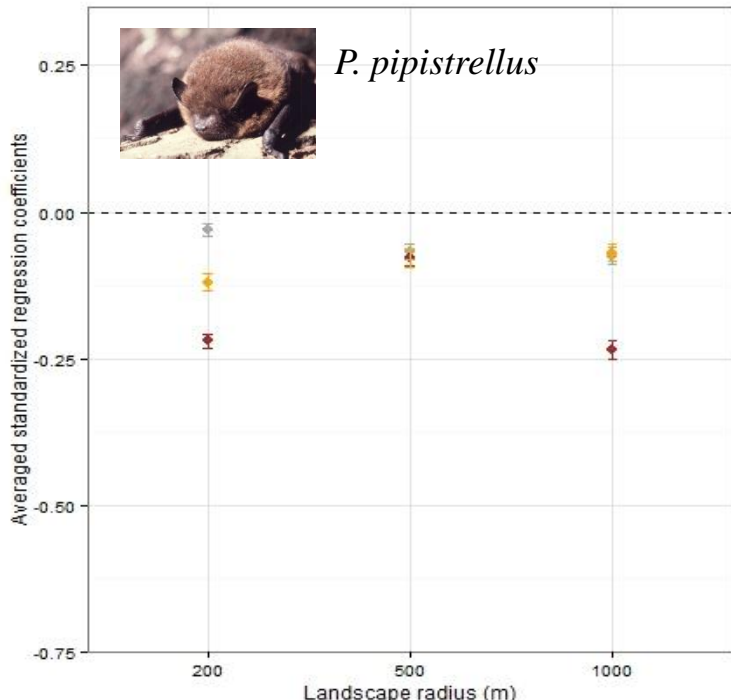 P. pipistrellus
Averaged standardized regression coefficients
0.25
0.00
-0.25
-0.50
-0.75
200 500 1000
Landscape radius (m)